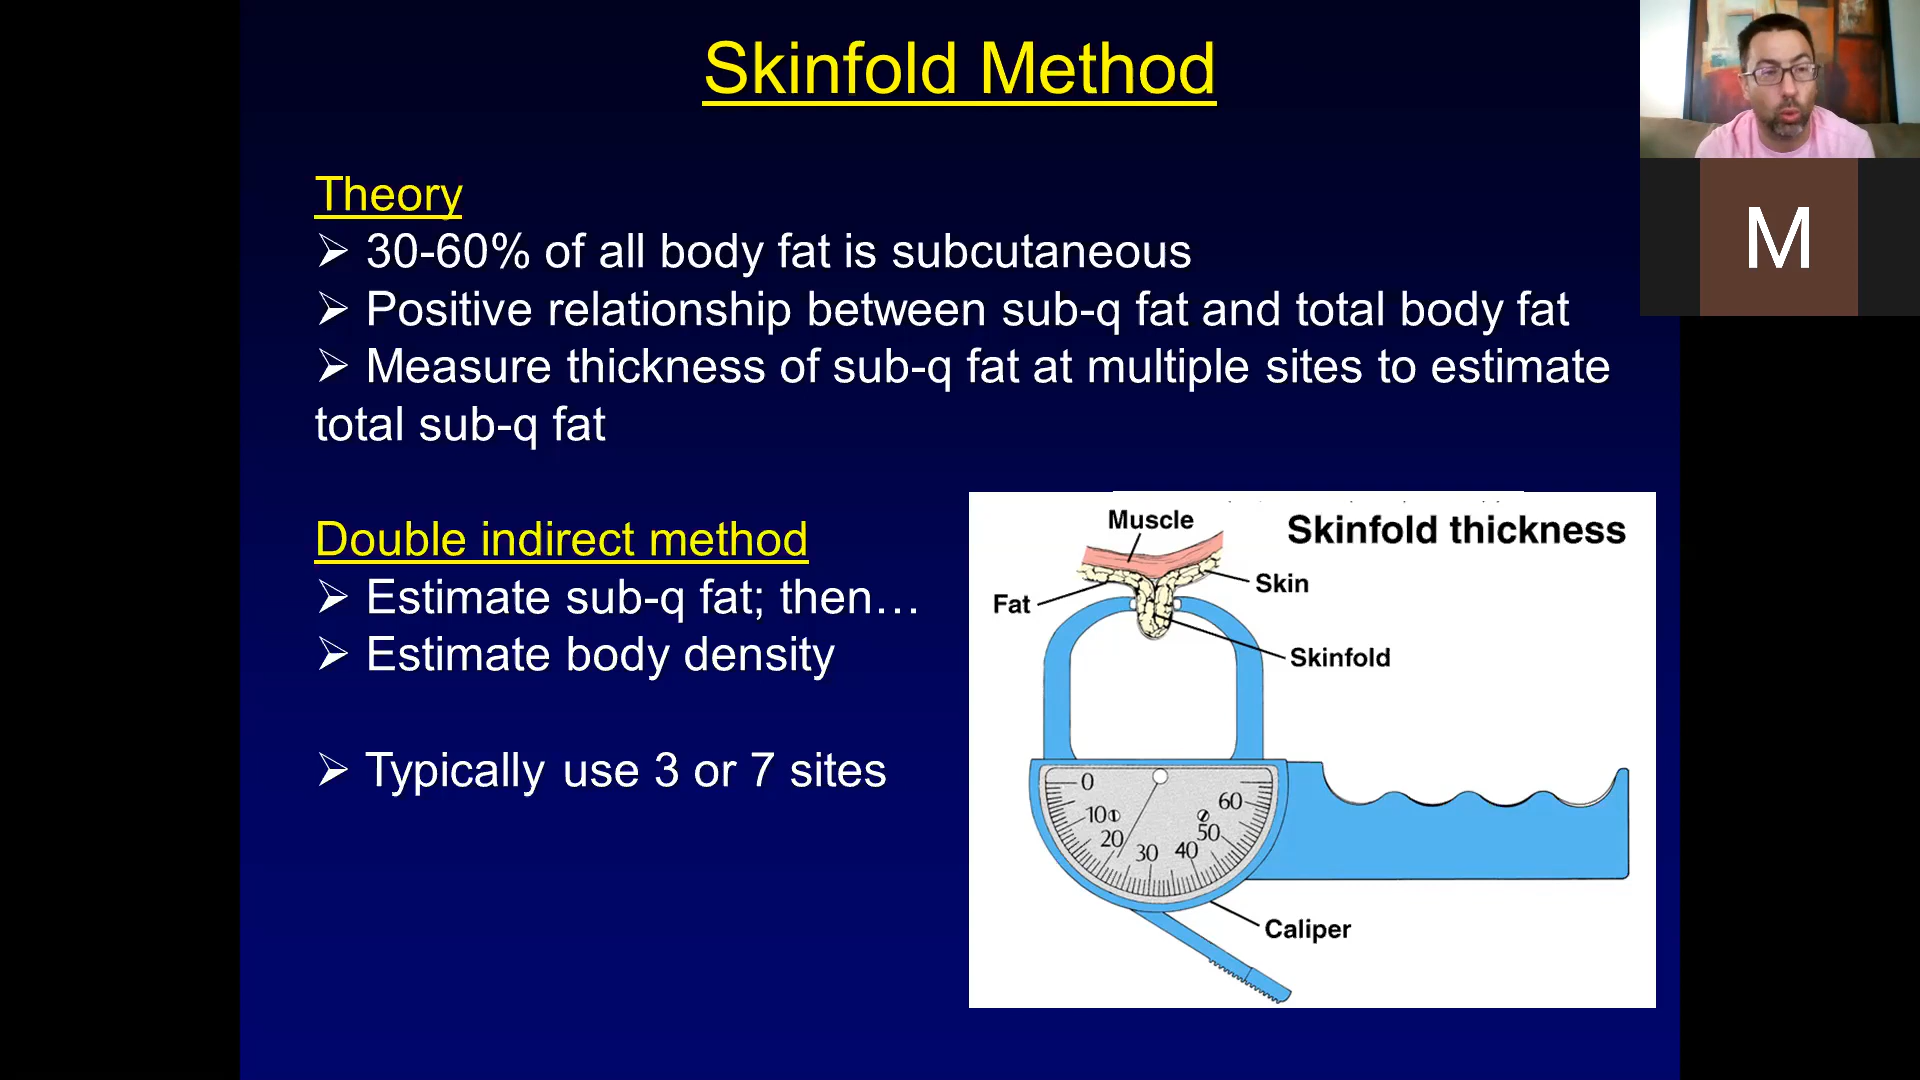 Skinfold Method
Theory
➢ 30-60% of all body fat is subcutaneous
➢ Positive relationship between sub-q fat and total body fat
➢ Measure thickness of sub-q fat at multiple sites to estimate
total sub-q fat
Double indirect method
➢ Estimate sub-q fat; then…
➢ Estimate body density
➢ Typically use 3 or 7 sites
Skinfold thickness
Muscle
Skin
Fat
Skinfold
0
10
20
30
40
50
60
Caliper
M